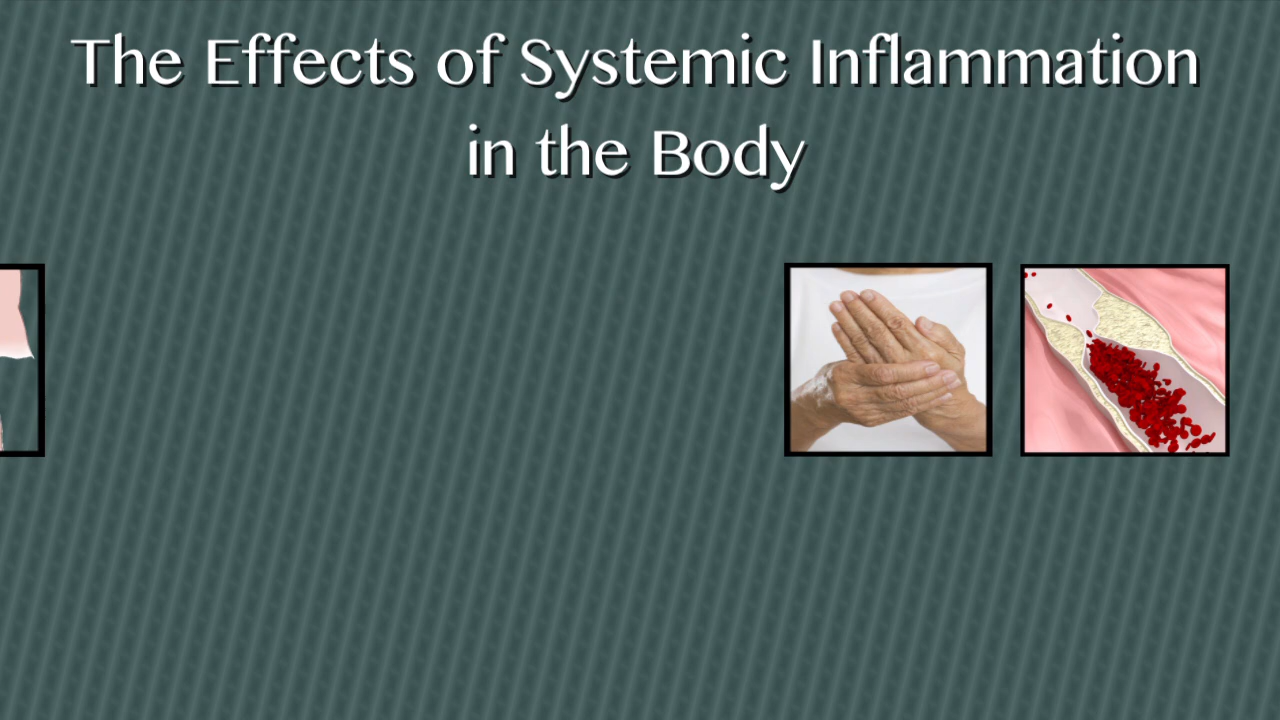 The Effects of Systemic Inflammation
in the Body